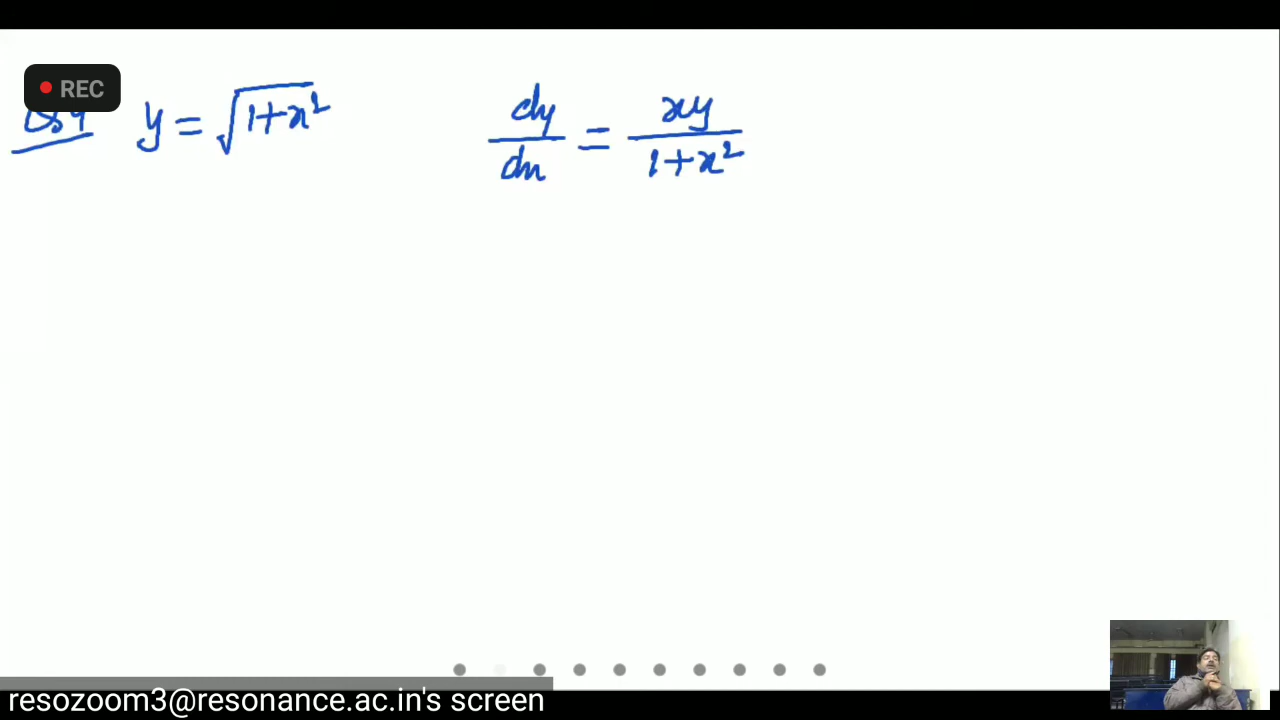 REC
y = √1+x²
dy/dx = xy/1+x²
resozoom3@resonance.ac.in's screen